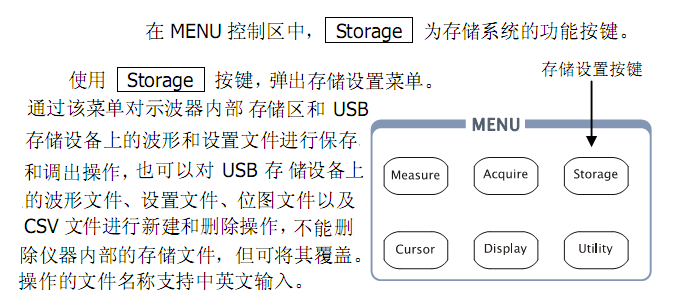 在 MENU 控制区中， Storage 为存储系统的功能按键。
使用 Storage 按键，弹出存储设置菜单。
通过该菜单对示波器内部 存储区和 USB
存储设备上的波形和设置文件进行保存
和调出操作，也可以对 USB 存 储设备上
的波形文件、设置文件、位图文件以及
CSV 文件进行新建和删除操作，不能删
除仪器内部的存储文件，但可将其覆盖。
操作的文件名称支持中英文输入。
存储设置按键
MENU
Measure Acquire Storage
Cursor Display Utility